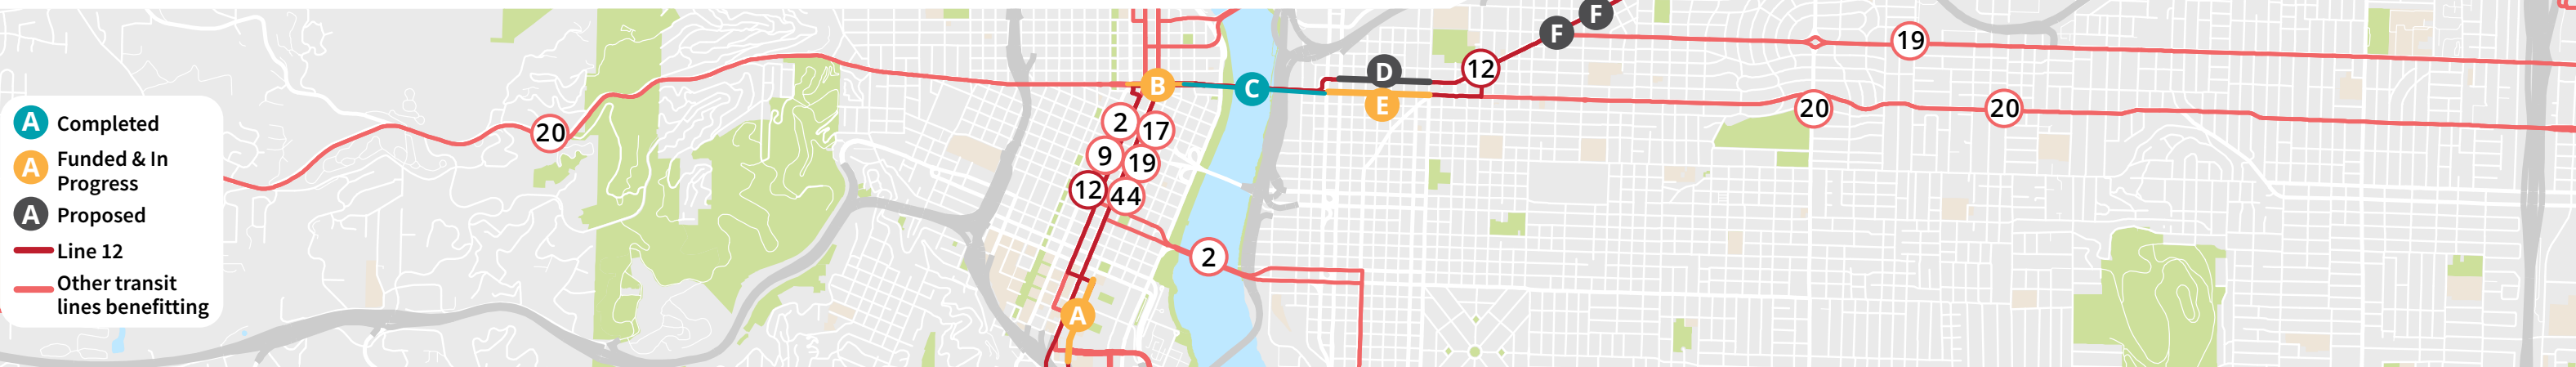 A Completed
A Funded & In
Progress
A Proposed
Line 12
Other transit
lines benefitting
20
B
C
D
E
F
F
12
19
20
20
2
17
9
19
12
44
2
A